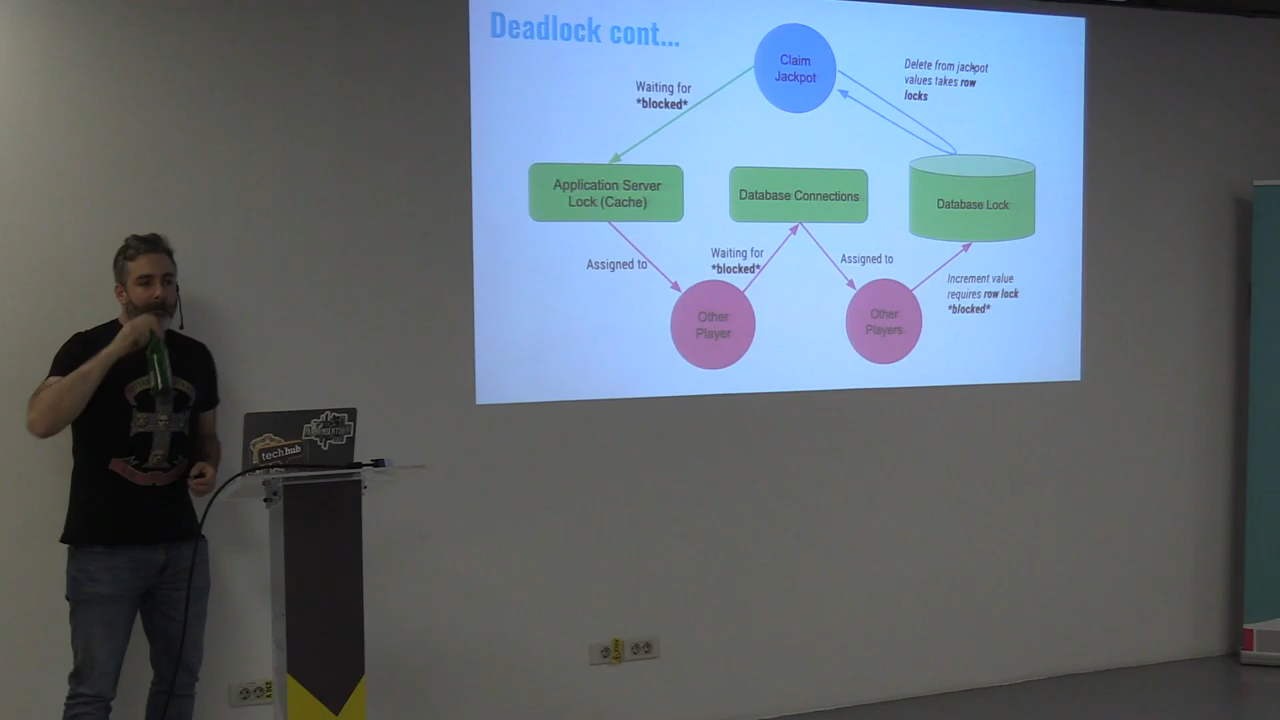 Deadlock cont...
Claim
Jackpot
Delete from jackpot
values takes row
locks
Waiting for
*blocked*
Application Server
Lock (Cache)
Database Connections
Database Lock
Assigned to
Waiting for
*blocked*
Assigned to
Increment value
requires row lock
*blocked*
Other
Player
Other
Players
techhub